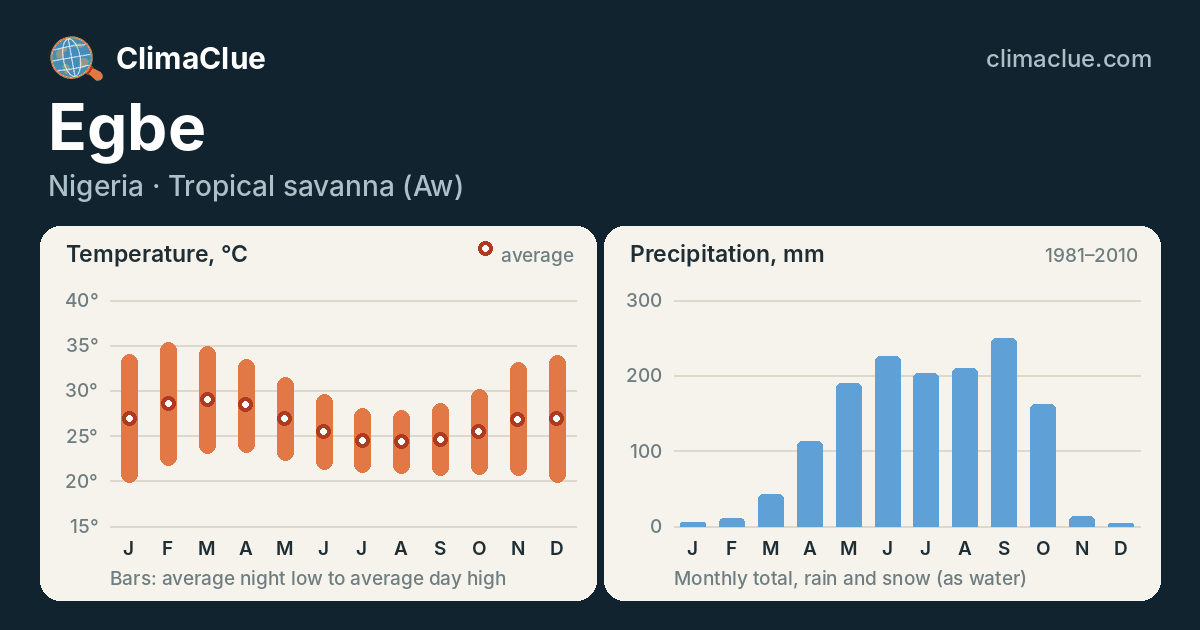 ClimaClue
climaclue.com
Egbe
Nigeria · Tropical savanna (Aw)
Temperature, °C
average
40°
35°
30°
25°
20°
15°
J F M A M J J A S O N D
Bars: average night low to average day high
Precipitation, mm
1981–2010
300
200
100
0
J F M A M J J A S O N D
Monthly total, rain and snow (as water)